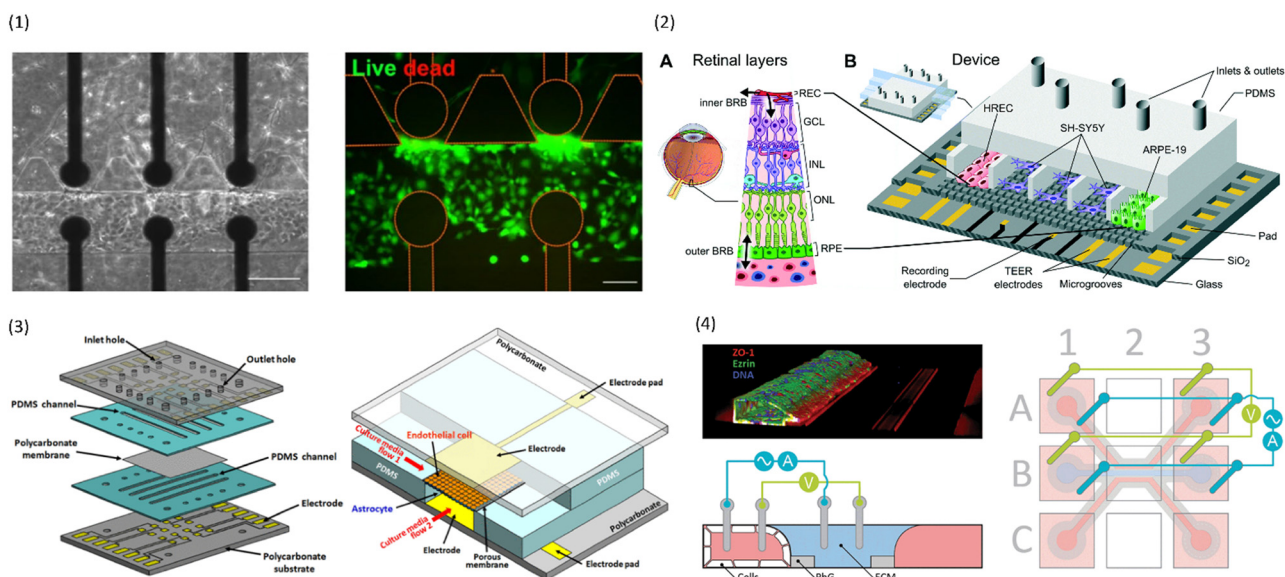 (1)
Live dead
(2)
A Retinal layers
B Device
inner BRB
REC
GCL
INL
ONL
outer BRB
RPE
HREC
SH-SY5Y
ARPE-19
Inlets & outlets
PDMS
Pad
SiO2
Glass
Recording
electrode
TEER
electrodes
Microgrooves
(3)
Inlet hole
Outlet hole
PDMS channel
Polycarbonate
membrane
PDMS channel
Electrode
Polycarbonate
substrate
Polycarbonate
Electrode pad
Endothelial cell
Electrode
Culture media
flow 1
PDMS
PDMS
Astrocyte
Culture media
flow 2
Electrode
Porous
membrane
Polycarbonate
Electrode pad
(4)
ZO-1
Ezrin
DNA
A
V
Cells
PhG
ECM
1 2 3
A
B
C
V
A